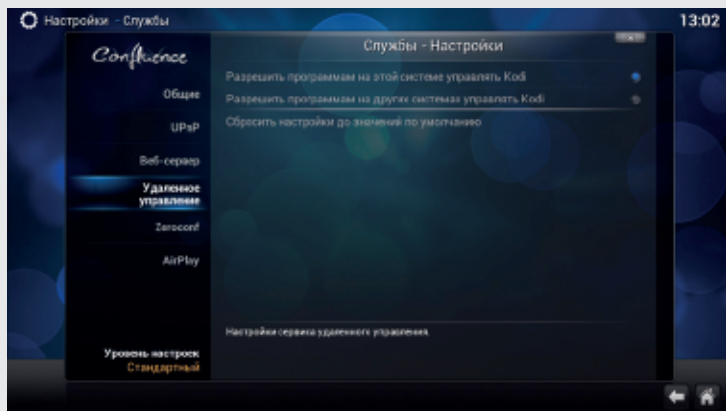 Настройки - Службы
13:02
Confluence
Службы - Настройки
Общие
UPnP
Веб-сервер
Удаленное
управление
Zeroconf
AirPlay
Разрешить программам на этой системе управлять Kodi
Разрешить программам на других системах управлять Kodi
Сбросить настройки до значений по умолчанию
Настройки сервиса удаленного управления.
Уровень настроек
Стандартный